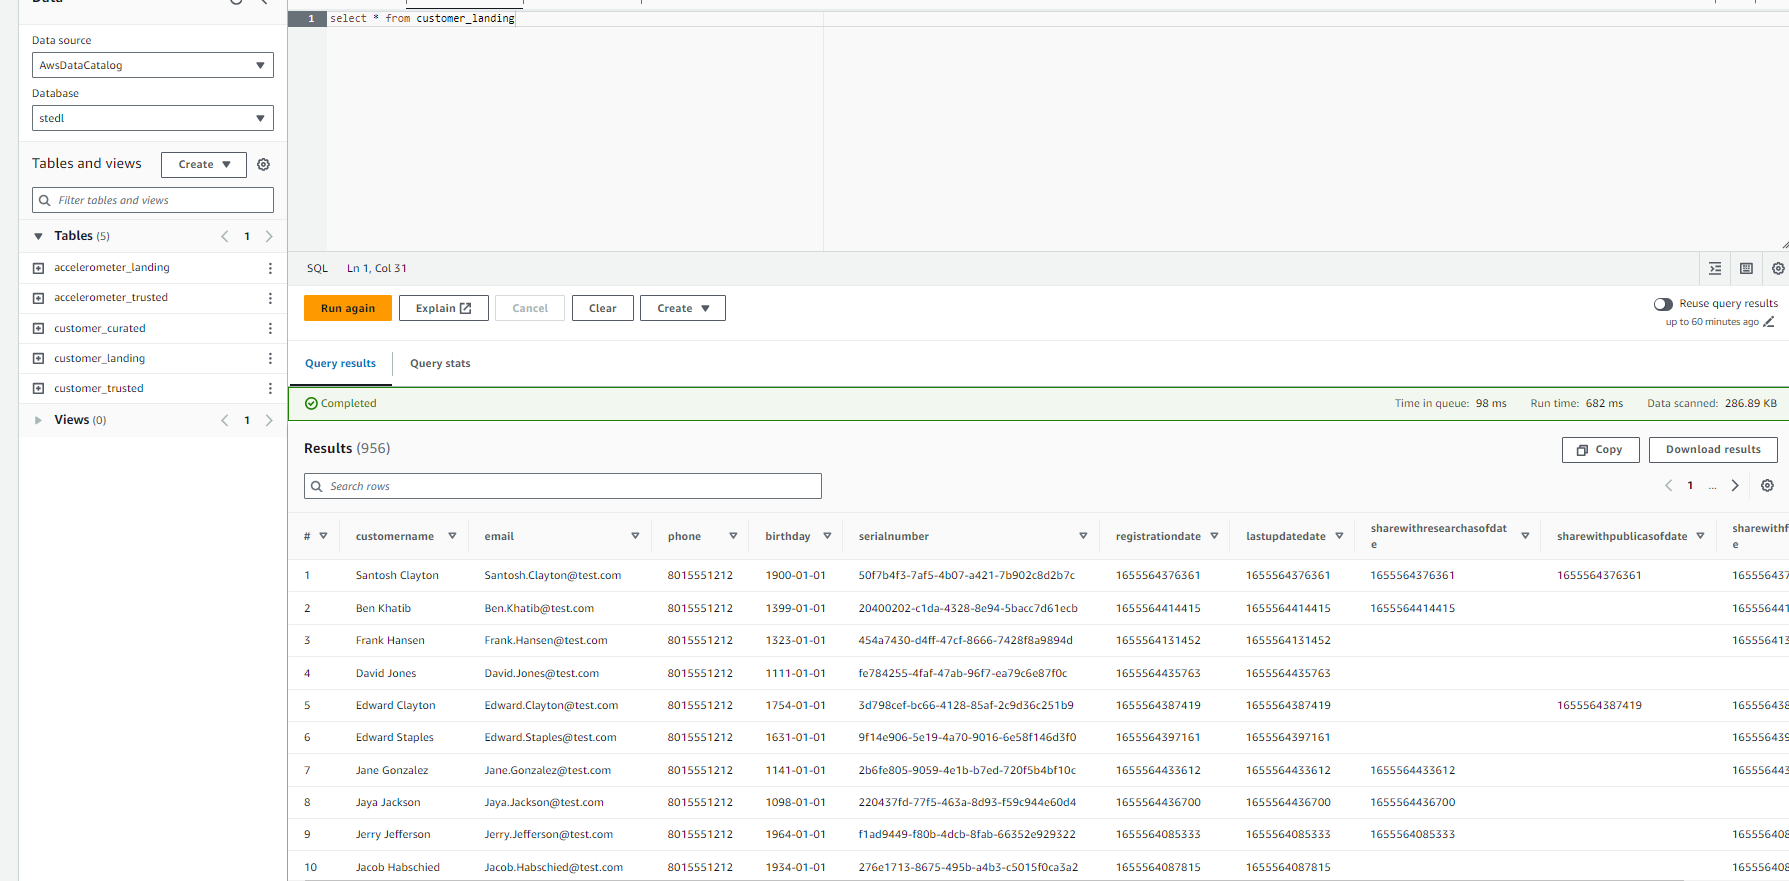 Data
1 select * from customer_landing
Data source
AwsDataCatalog
Database
stedl
Tables and views
Create
Filter tables and views
Tables (5)
1
accelerometer_landing
accelerometer_trusted
customer_curated
customer_landing
customer_trusted
Views (0)
1
SQL Ln 1, Col 31
Run again Explain Cancel Clear Create
Reuse query results
up to 60 minutes ago
Query results Query stats
Completed Time in queue: 98 ms Run time: 682 ms Data scanned: 286.89 KB
Results (956)
Copy Download results
Search rows
1 ...
# customername email phone birthday serialnumber registrationdate lastupdatedate sharewithresearchasofdate sharewithpublicasofdate sharewithf
e
1 Santosh Clayton Santosh.Clayton@test.com 8015551212 1900-01-01 50f7b4f3-7af5-4b07-a421-7b902c8d2b7c 1655564376361 1655564376361 1655564376361 1655564376361 165556437
2 Ben Khatib Ben.Khatib@test.com 8015551212 1399-01-01 20400202-c1da-4328-8e94-5bacc7d61ecb 1655564414415 1655564414415 1655564414415 165556441
3 Frank Hansen Frank.Hansen@test.com 8015551212 1323-01-01 454a7430-d4ff-47cf-8666-7428f8a9894d 1655564131452 1655564131452 165556413
4 David Jones David.Jones@test.com 8015551212 1111-01-01 fe784255-4faf-47ab-96f7-ea79c6e87f0c 1655564435763 1655564435763
5 Edward Clayton Edward.Clayton@test.com 8015551212 1754-01-01 3d798cef-bc66-4128-85af-2c9d36c251b9 1655564387419 1655564387419 1655564387419 165556438
6 Edward Staples Edward.Staples@test.com 8015551212 1631-01-01 9f14e906-5e19-4a70-9016-6e58f146d3f0 1655564397161 1655564397161 165556439
7 Jane Gonzalez Jane.Gonzalez@test.com 8015551212 1141-01-01 2b6fe805-9059-4e1b-b7ed-720f5b4bf10c 1655564433612 1655564433612 1655564433612 165556443
8 Jaya Jackson Jaya.Jackson@test.com 8015551212 1098-01-01 220437fd-77f5-463a-8d93-f59c944e60d4 1655564436700 1655564436700 1655564436700
9 Jerry Jefferson Jerry.Jefferson@test.com 8015551212 1964-01-01 f1ad9449-f80b-4dcb-8fab-66352e929322 1655564085333 1655564085333 1655564085333 165556408
10 Jacob Habschied Jacob.Habschied@test.com 8015551212 1934-01-01 276e1713-8675-495b-a4b3-c5015f0ca3a2 1655564087815 1655564087815 165556408